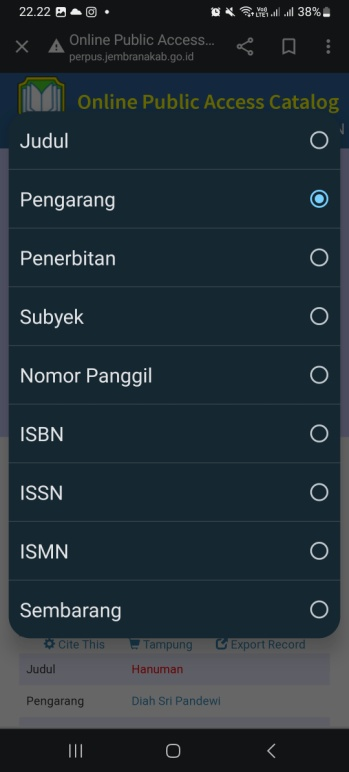 22.22
38%
Online Public Access...
perpus.jembranakab.go.id
Online Public Access Catalog
Judul
Pengarang
Penerbitan
Subyek
Nomor Panggil
ISBN
ISSN
ISMN
Sembarang
Cite This Tampung Export Record
Judul Hanuman
Pengarang Diah Sri Pandewi